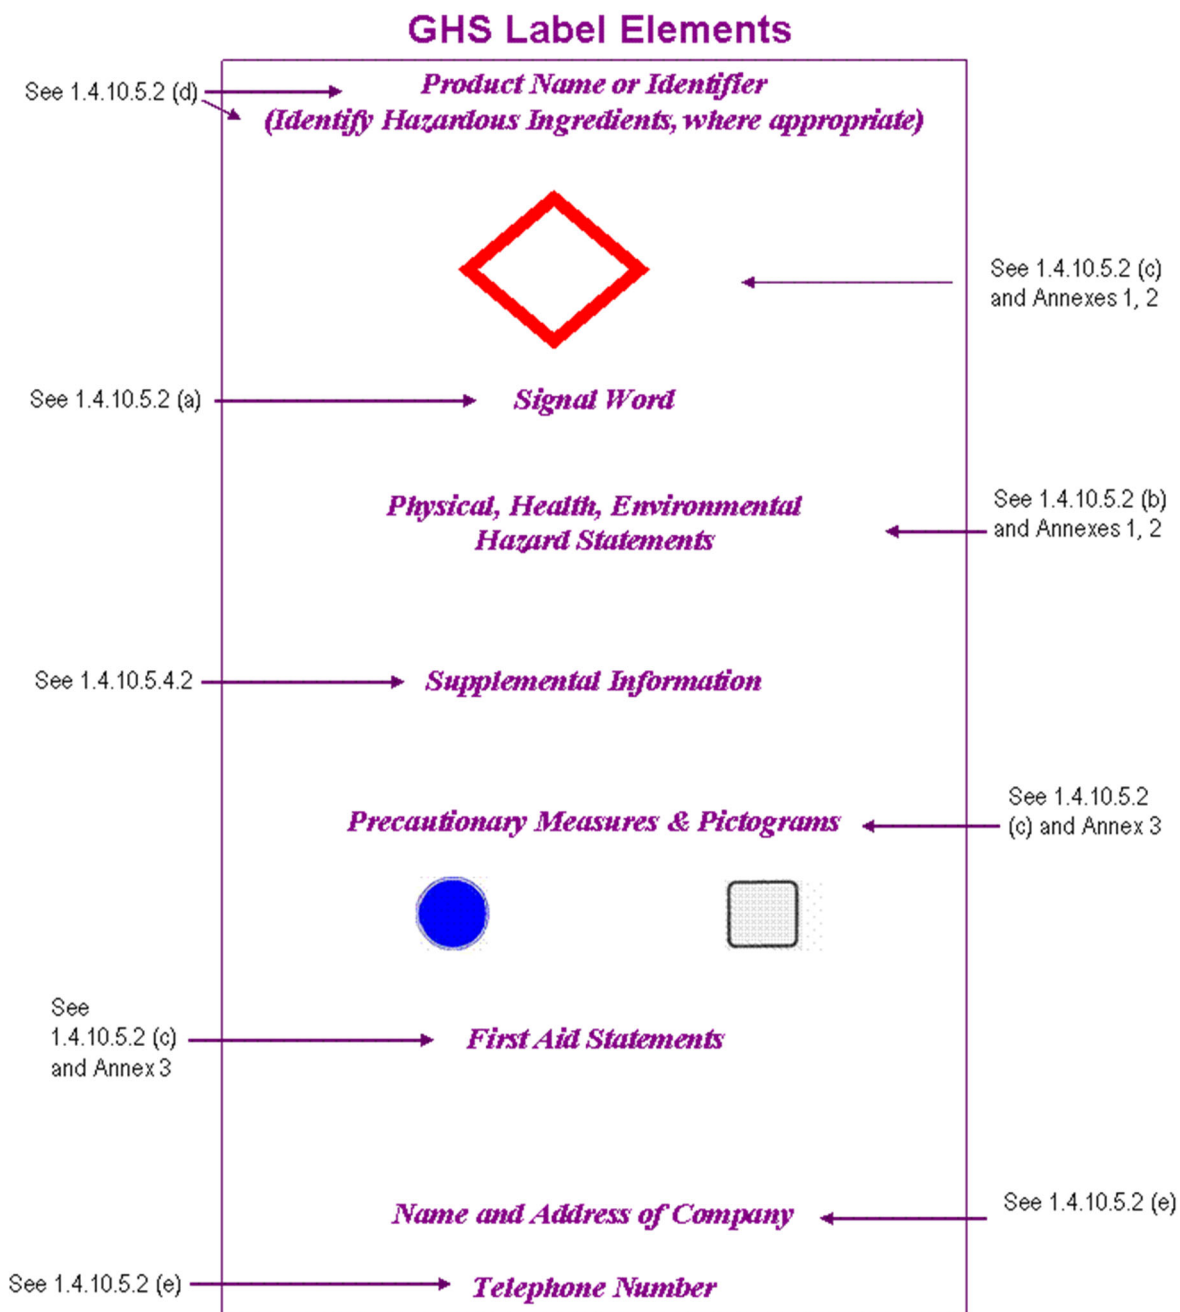 GHS Label Elements
See 1.4.10.5.2 (d)
Product Name or Identifier
(Identify Hazardous Ingredients, where appropriate)
See 1.4.10.5.2 (c)
and Annexes 1, 2
See 1.4.10.5.2 (a)
Signal Word
Physical, Health, Environmental
Hazard Statements
See 1.4.10.5.2 (b)
and Annexes 1, 2
See 1.4.10.5.4.2
Supplemental Information
Precautionary Measures & Pictograms
See 1.4.10.5.2
(c) and Annex 3
See
1.4.10.5.2 (c)
and Annex 3
First Aid Statements
Name and Address of Company
See 1.4.10.5.2 (e)
See 1.4.10.5.2 (e)
Telephone Number